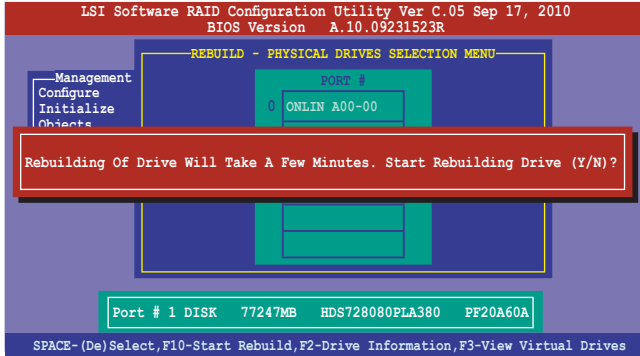 LSI Software RAID Configuration Utility Ver C.05 Sep 17, 2010
BIOS Version A.10.09231523R
REBUILD - PHYSICAL DRIVES SELECTION MENU
Management
PORT #
Configure
Initialize
0 ONLIN A00-00
Objects
Rebuilding Of Drive Will Take A Few Minutes. Start Rebuilding Drive (Y/N)?
Port # 1 DISK 77247MB HDS728080PLA380 PF20A60A
SPACE-(De)Select,F10-Start Rebuild,F2-Drive Information,F3-View Virtual Drives